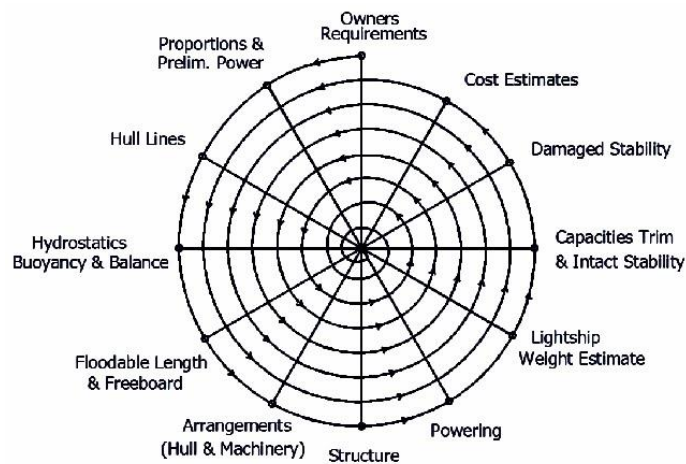 Owners
Requirements
Proportions &
Prelim. Power
Cost Estimates
Hull Lines
Damaged Stability
Hydrostatics
Buoyancy & Balance
Capacities Trim
& Intact Stability
Floodable Length
& Freeboard
Lightship
Weight Estimate
Arrangements
(Hull & Machinery)
Structure
Powering